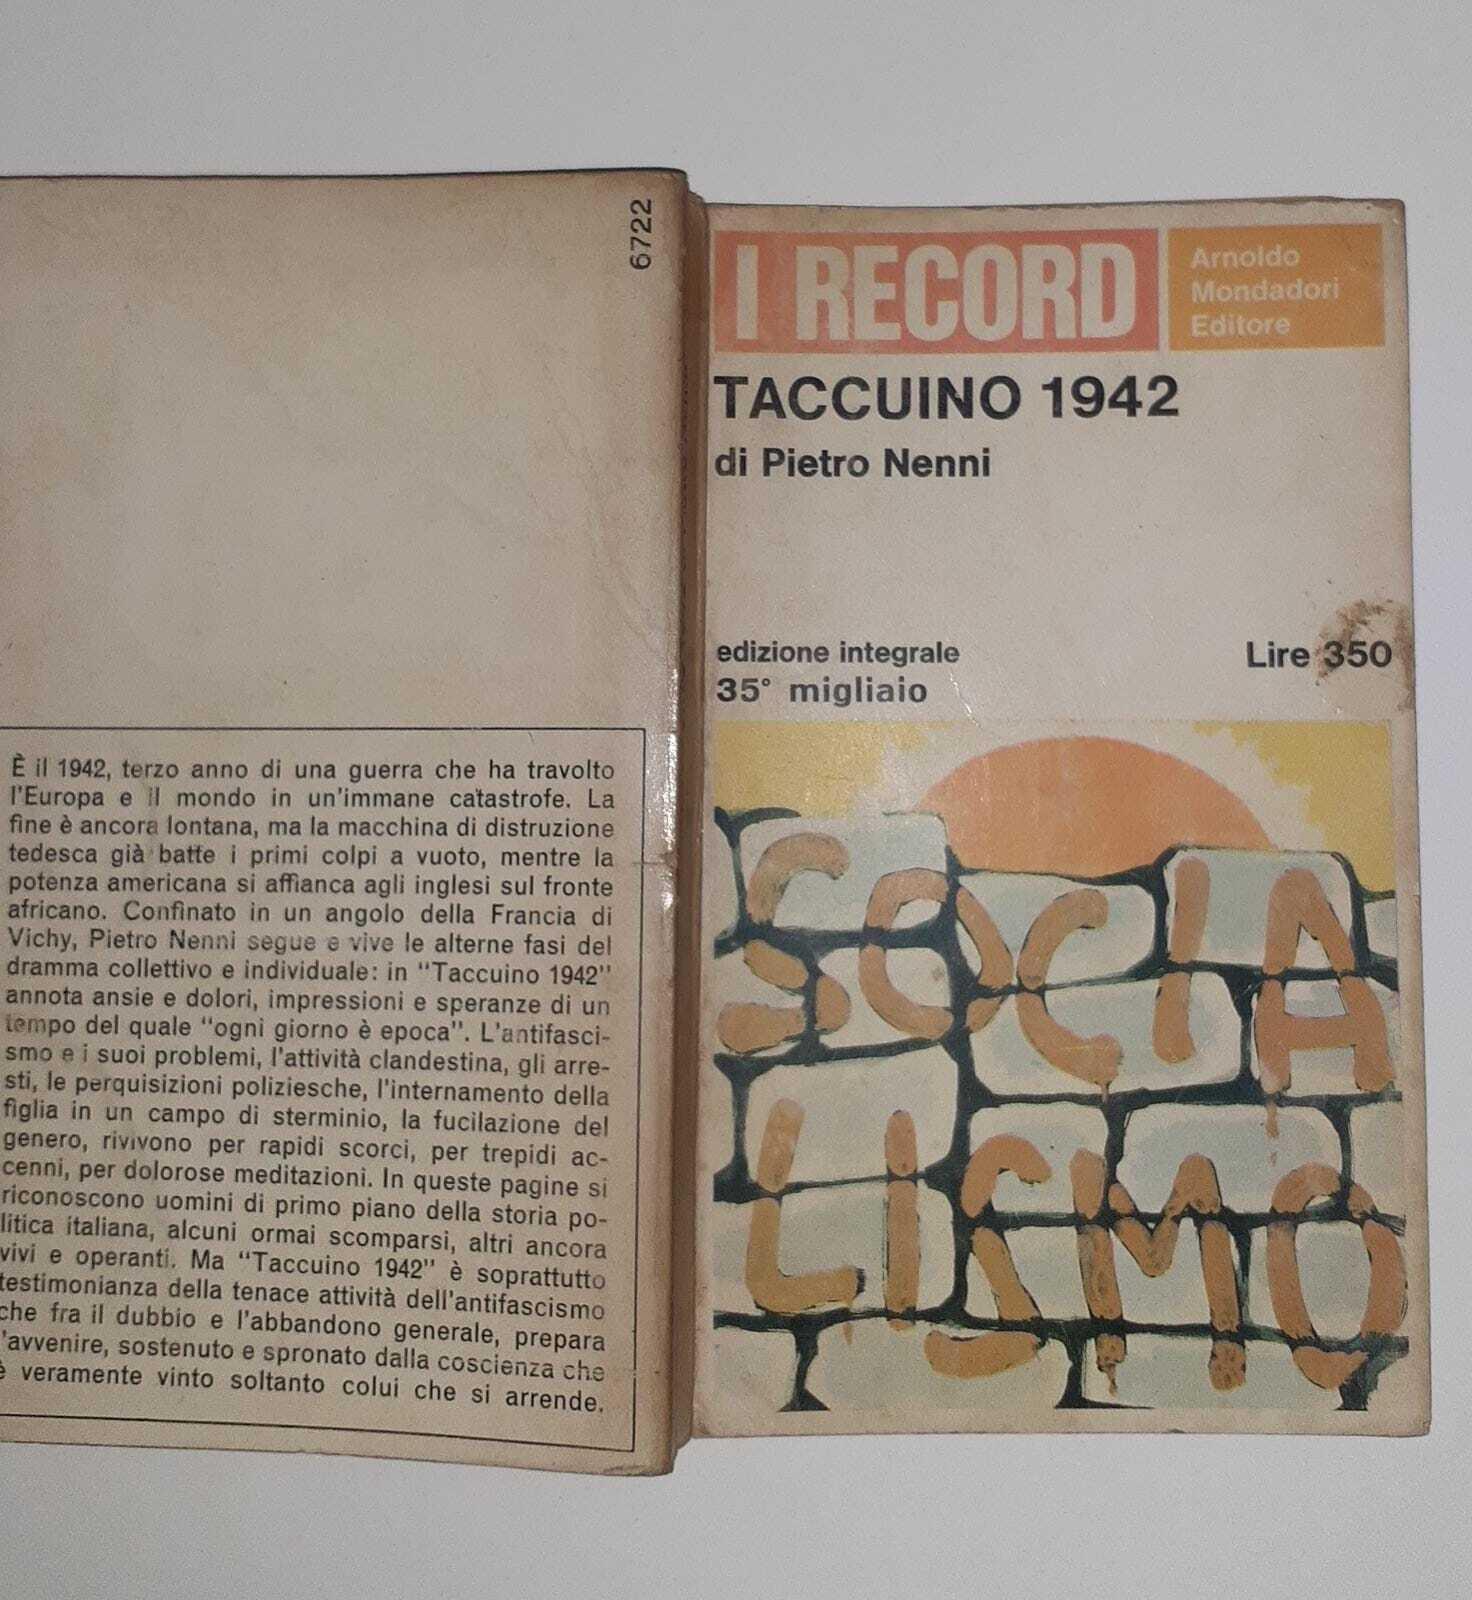 6722
È il 1942, terzo anno di una guerra che ha travolto
l'Europa e il mondo in un'immane catastrofe. La
fine è ancora lontana, ma la macchina di distruzione
tedesca già batte i primi colpi a vuoto, mentre la
potenza americana si affianca agli inglesi sul fronte
africano. Confinato in un angolo della Francia di
Vichy, Pietro Nenni segue e vive le alterne fasi del
dramma collettivo e individuale: in "Taccuino 1942"
annota ansie e dolori, impressioni e speranze di un
tempo del quale "ogni giorno è epoca". L'antifasci-
smo e i suoi problemi, l'attività clandestina, gli arre-
sti, le perquisizioni poliziesche, l'internamento della
figlia in un campo di sterminio, la fucilazione del
genero, rivivono per rapidi scorci, per trepidi ac-
cenni, per dolorose meditazioni. In queste pagine si
riconoscono uomini di primo piano della storia po-
litica italiana, alcuni ormai scomparsi, altri ancora
vivi e operanti. Ma "Taccuino 1942" è soprattutto
testimonianza della tenace attività dell'antifascismo
che fra il dubbio e l'abbandono generale, prepara
l'avvenire, sostenuto e spronato dalla coscienza che
è veramente vinto soltanto colui che si arrende.
I RECORD
Arnoldo
Mondadori
Editore
TACCUINO 1942
di Pietro Nenni
edizione integrale
Lire 350
35° migliaio
SOCIA
LISMO